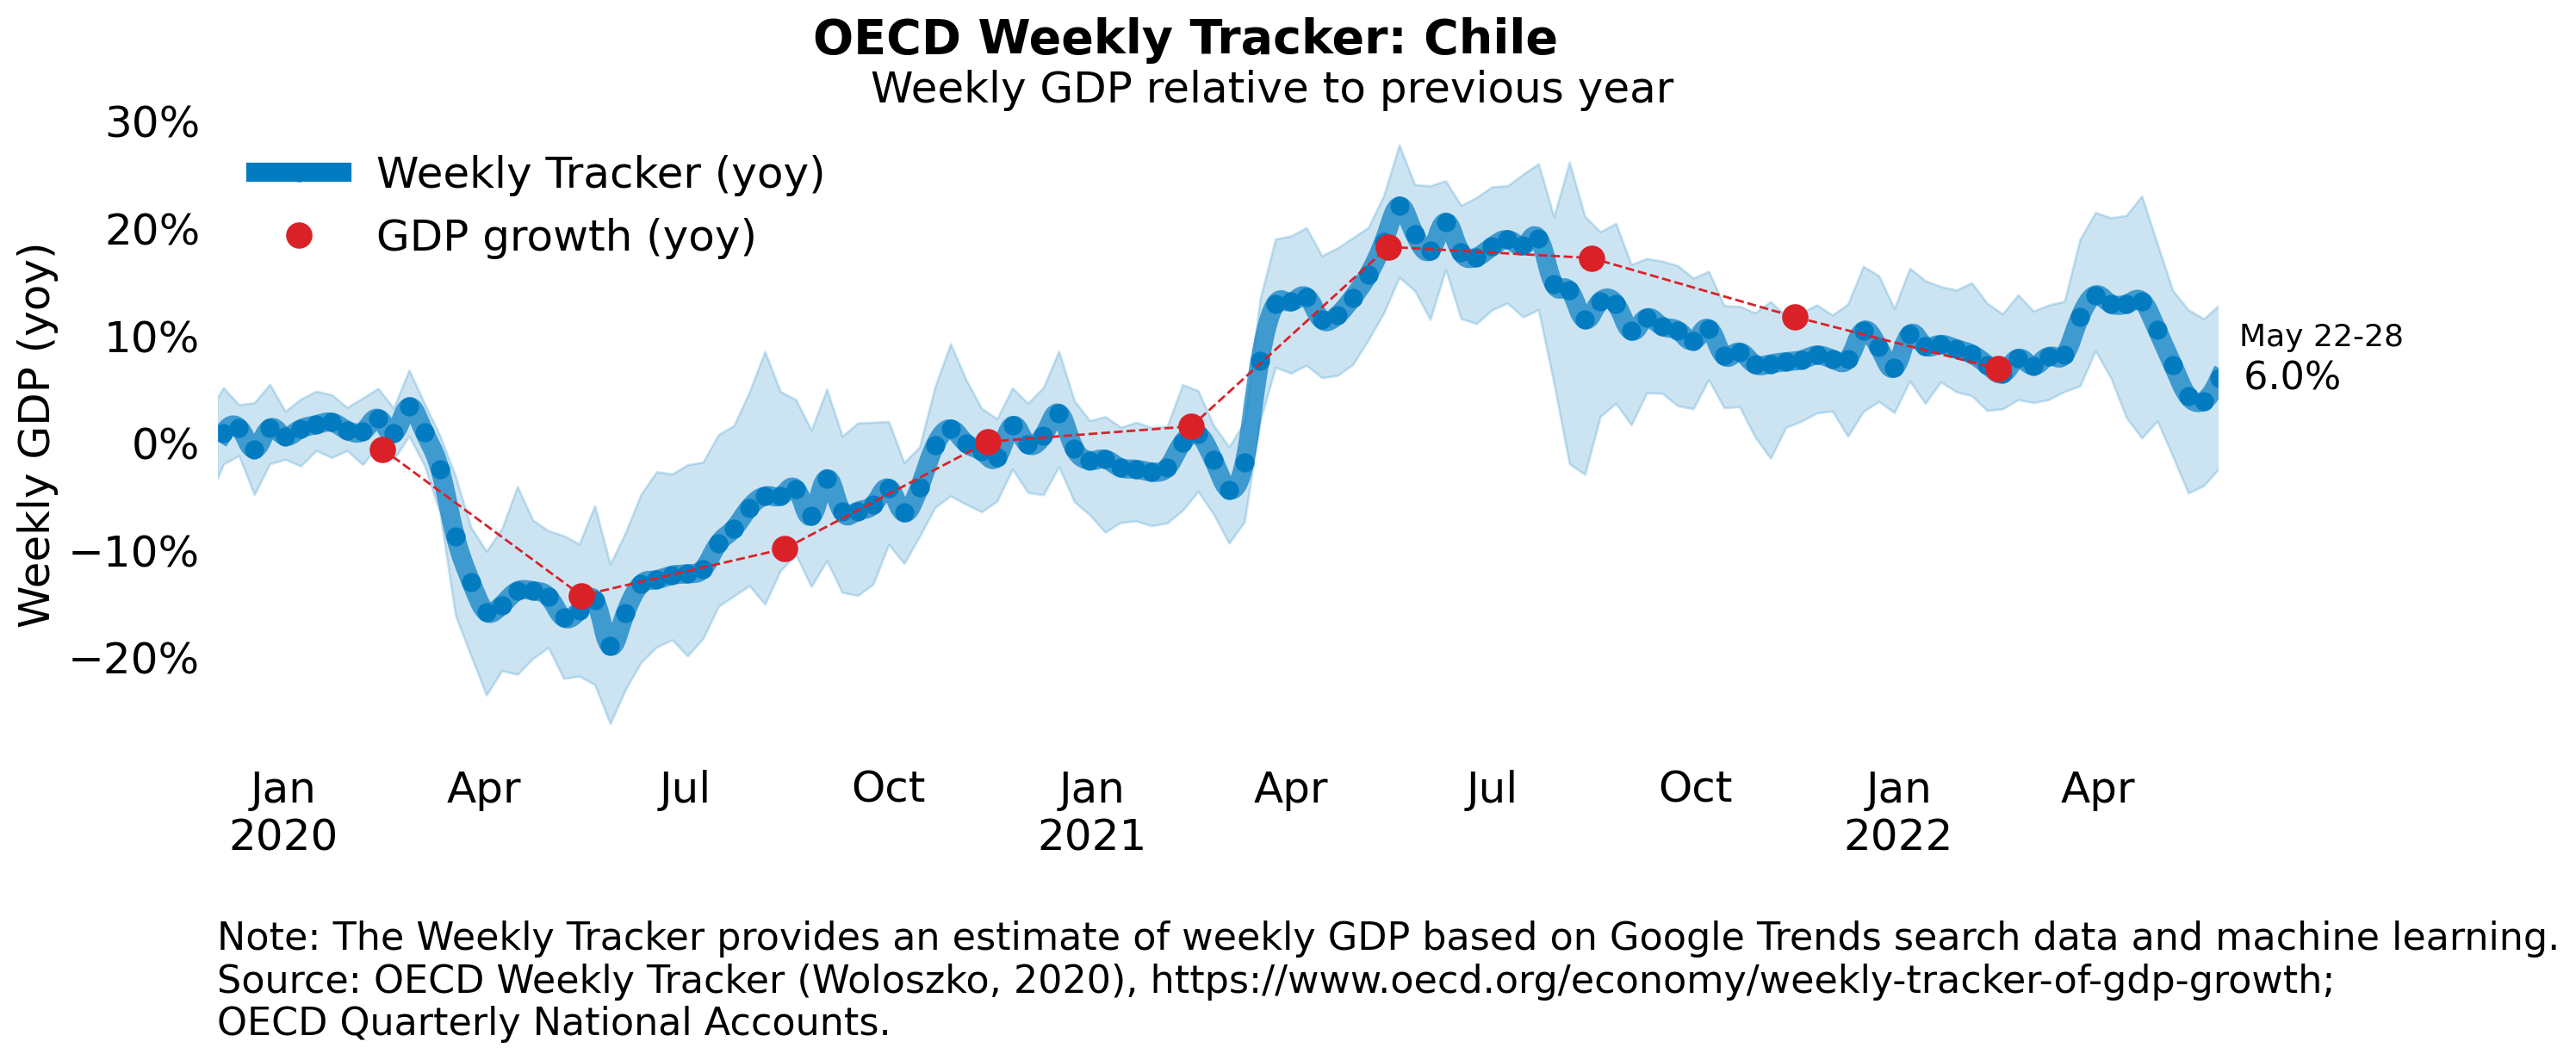 OECD Weekly Tracker: Chile
Weekly GDP relative to previous year
Weekly GDP (yoy)
30%
20%
10%
0%
−10%
−20%
Weekly Tracker (yoy)
GDP growth (yoy)
May 22-28
6.0%
Jan Apr Jul Oct Jan Apr Jul Oct Jan Apr
2020 2021 2022
Note: The Weekly Tracker provides an estimate of weekly GDP based on Google Trends search data and machine learning.
Source: OECD Weekly Tracker (Woloszko, 2020), https://www.oecd.org/economy/weekly-tracker-of-gdp-growth;
OECD Quarterly National Accounts.